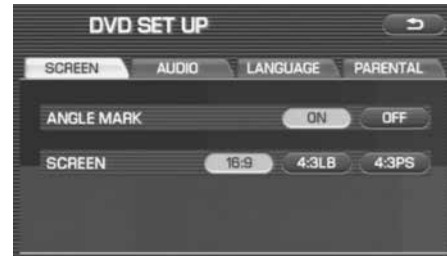 DVD SET UP
SCREEN AUDIO LANGUAGE PARENTAL
ANGLE MARK ON OFF
SCREEN 16:9 4:3LB 4:3PS